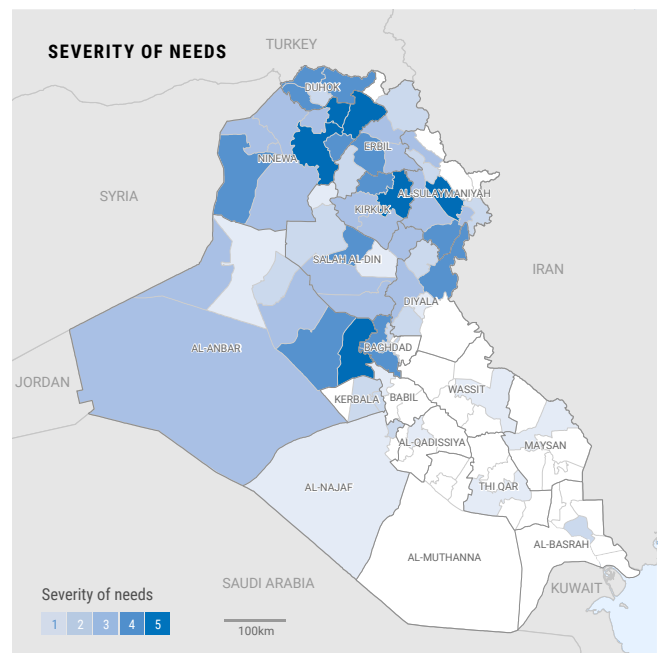 SEVERITY OF NEEDS
TURKEY
DUHOK
ERBIL
NINEWA
AL-SULAYMANIYAH
SYRIA
KIRKUK
SALAH AL-DIN
IRAN
DIYALA
AL-ANBAR
BAGHDAD
JORDAN
KERBALA
BABIL
WASSIT
AL-QADISSIYA
MAYSAN
AL-NAJAF
THI QAR
AL-MUTHANNA
AL-BASRAH
SAUDI ARABIA
KUWAIT
Severity of needs
1 2 3 4 5
100km